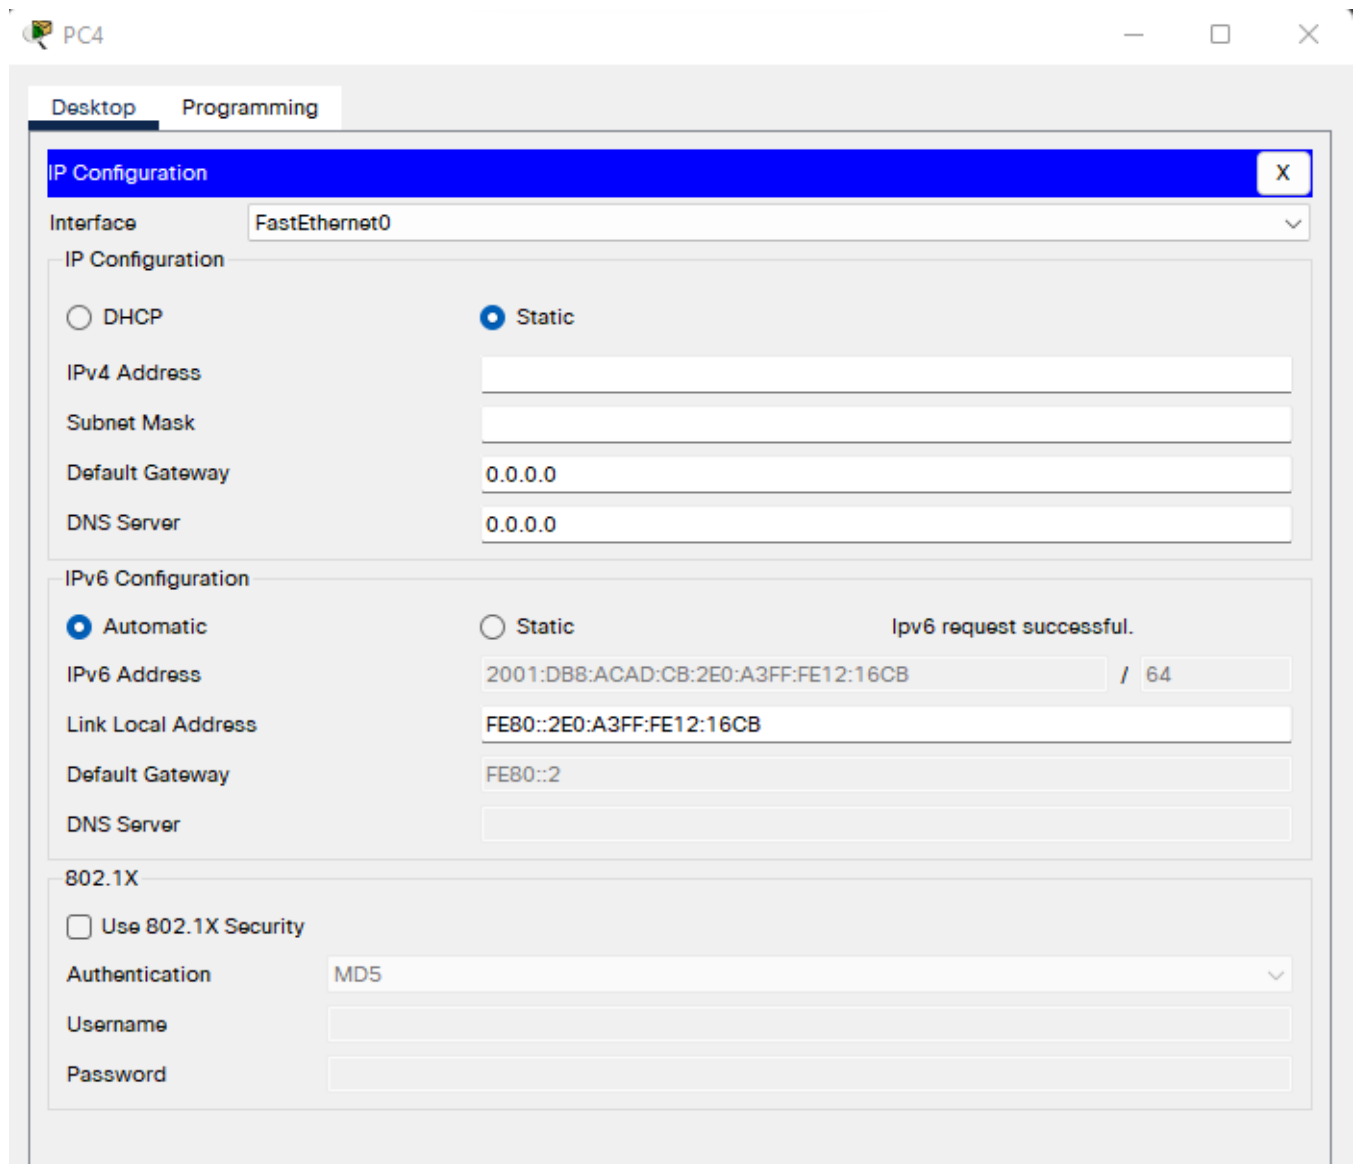 PC4
Desktop Programming
IP Configuration X
Interface FastEthernet0
IP Configuration
DHCP Static
IPv4 Address
Subnet Mask
Default Gateway 0.0.0.0
DNS Server 0.0.0.0
IPv6 Configuration
Automatic Static Ipv6 request successful.
IPv6 Address 2001:DB8:ACAD:CB:2E0:A3FF:FE12:16CB / 64
Link Local Address FE80::2E0:A3FF:FE12:16CB
Default Gateway FE80::2
DNS Server
802.1X
Use 802.1X Security
Authentication MD5
Username
Password